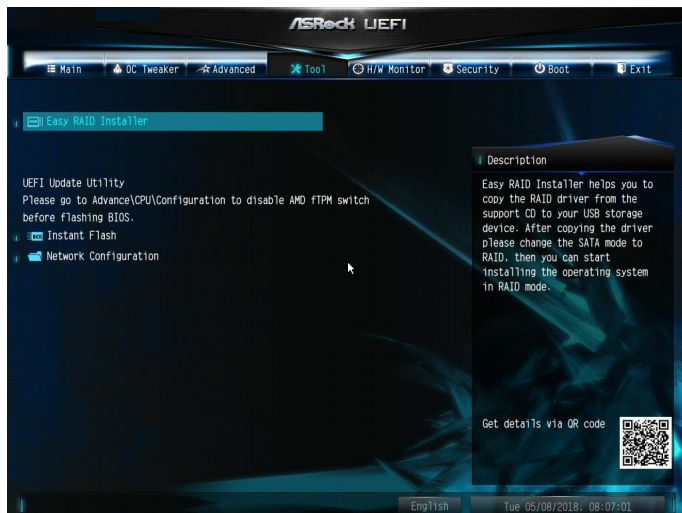 ASRock UEFI
Main OC Tweaker Advanced Tool H/W Monitor Security Boot Exit
Easy RAID Installer
UEFI Update Utility
Please go to Advance\CPU\Configuration to disable AMD fTPM switch
before flashing BIOS.
Instant Flash
Network Configuration
Description
Easy RAID Installer helps you to
copy the RAID driver from the
support CD to your USB storage
device. After copying the driver
please change the SATA mode to
RAID, then you can start
installing the operating system
in RAID mode.
Get details via QR code
English
Tue 05/08/2018, 08:07:01